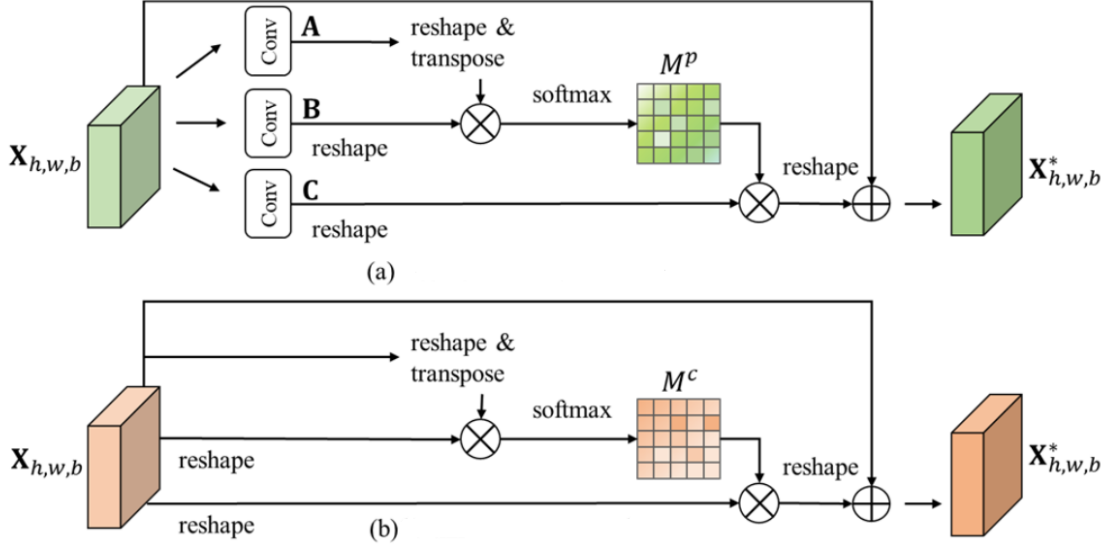 Conv A reshape &
transpose
M^p
softmax
X_{h,w,b}
Conv B
reshape
reshape
X^*_{h,w,b}
Conv C
reshape
(a)
reshape &
transpose
M^c
softmax
X_{h,w,b}
reshape
reshape
X^*_{h,w,b}
reshape
(b)